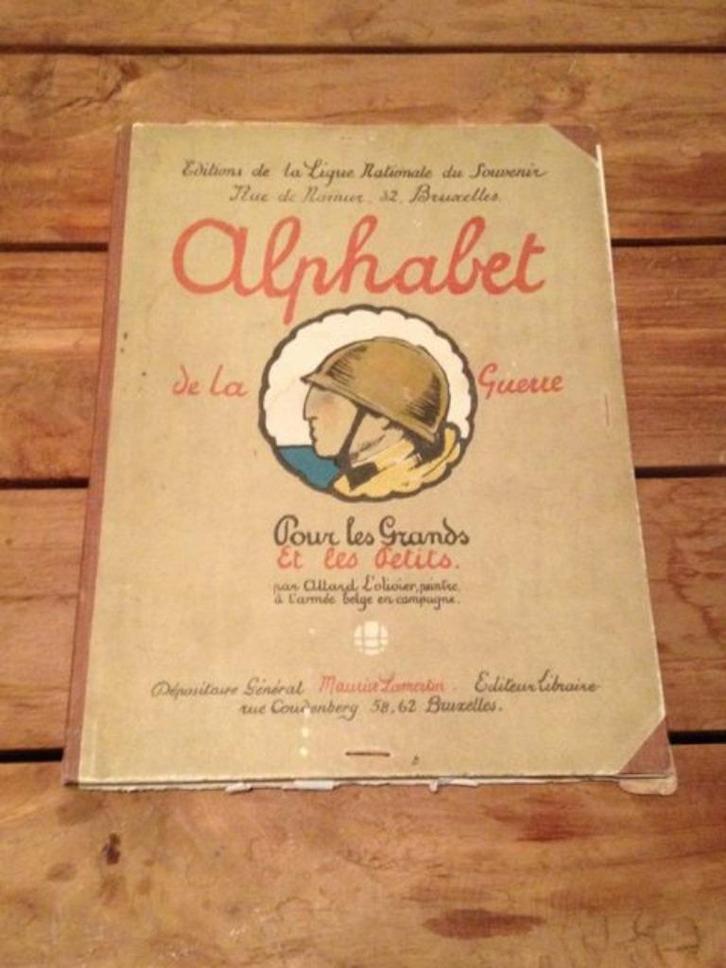 Editions de la Ligue Nationale du Souvenir
Rue de Namur, 32, Bruxelles.
Alphabet
de la Guerre
Pour les Grands
Et les Petits.
par Allard L'olivier, peintre,
à l'armée belge en campagne.
Dépositaire Général Maurice Lamertin. Editeur Libraire
rue Coudenberg 58, 62 Bruxelles.